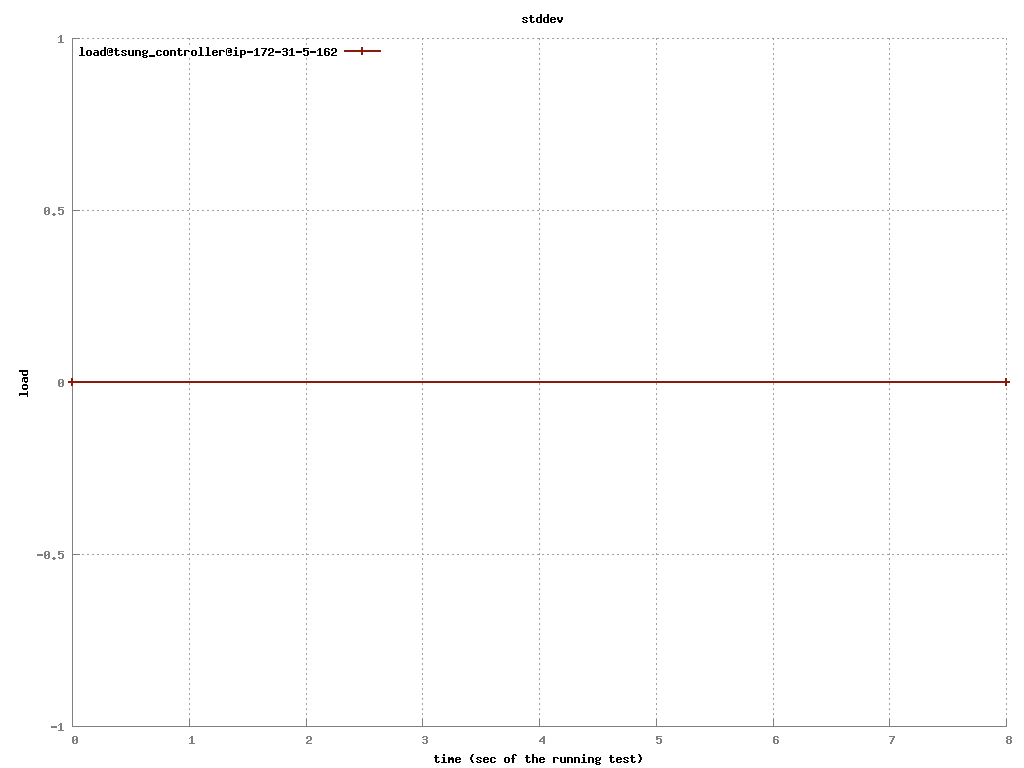 stddev
load@tsung_controller@ip-172-31-5-162
1
0.5
0
-0.5
-1
load
0 1 2 3 4 5 6 7 8
time (sec of the running test)